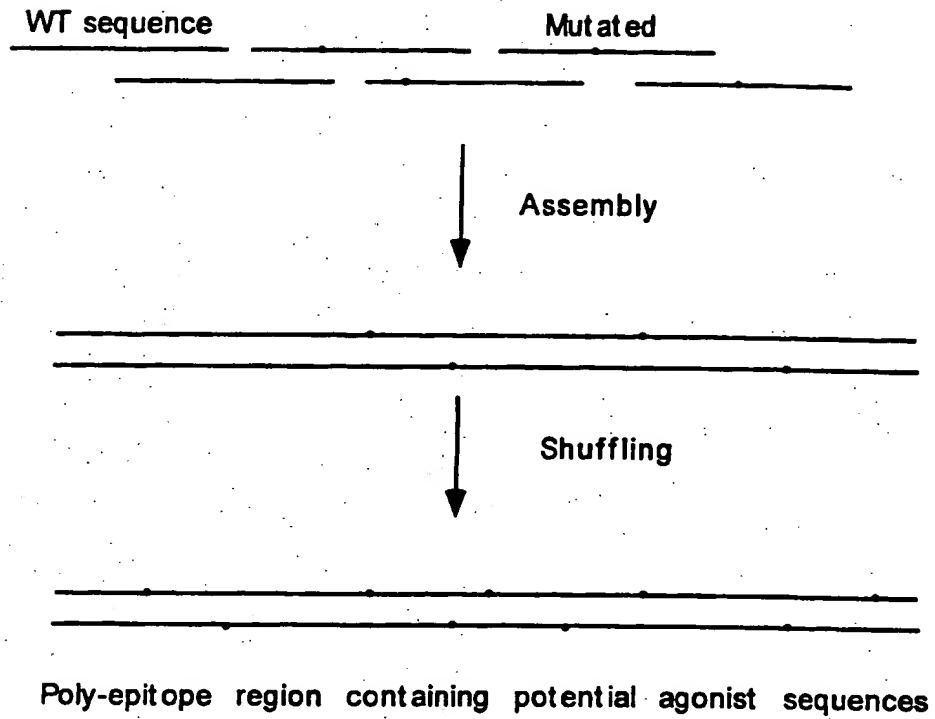 WT sequence
Mutated
Assembly
Shuffling
Poly-epitope region containing potential agonist sequences